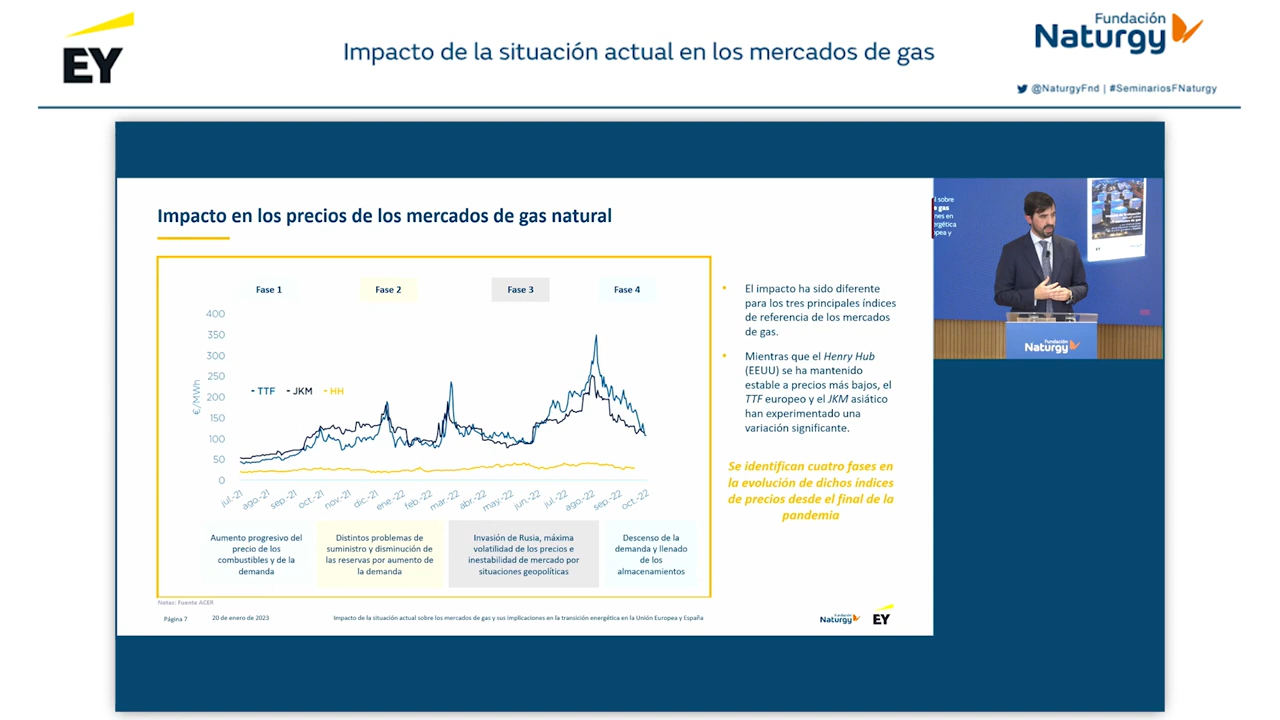 EY
Impacto de la situación actual en los mercados de gas
Fundación
Naturgy
@NaturgyFnd | #SeminariosFNaturgy
Impacto en los precios de los mercados de gas natural
Fase 1
Fase 2
Fase 3
Fase 4
400
350
300
250
200
150
100
50
0
€/MWh
TTF
JKM
HH
jul.-21
ago.-21
sep.-21
oct.-21
nov.-21
dic.-21
ene.-22
feb.-22
mar.-22
abr.-22
may.-22
jun.-22
jul.-22
ago.-22
sep.-22
oct.-22
Aumento progresivo del
precio de los
combustibles y de la
demanda
Distintos problemas de
suministro y disminución de
las reservas por aumento de
la demanda
Invasión de Rusia, máxima
volatilidad de los precios e
inestabilidad de mercado por
situaciones geopolíticas
Descenso de la
demanda y llenado
de los
almacenamientos
El impacto ha sido diferente
para los tres principales índices
de referencia de los mercados
de gas.
Mientras que el Henry Hub
(EEUU) se ha mantenido
estable a precios más bajos, el
TTF europeo y el JKM asiático
han experimentado una
variación significante.
Se identifican cuatro fases en
la evolución de dichos índices
de precios desde el final de la
pandemia
Notas: Fuente ACER
Página 7
20 de enero de 2023
Impacto de la situación actual sobre los mercados de gas y sus implicaciones en la transición energética en la Unión Europea y España
Fundación
Naturgy
EY
sobre
gas
nes en
ergética
opea y
EY
Fundación
Naturgy